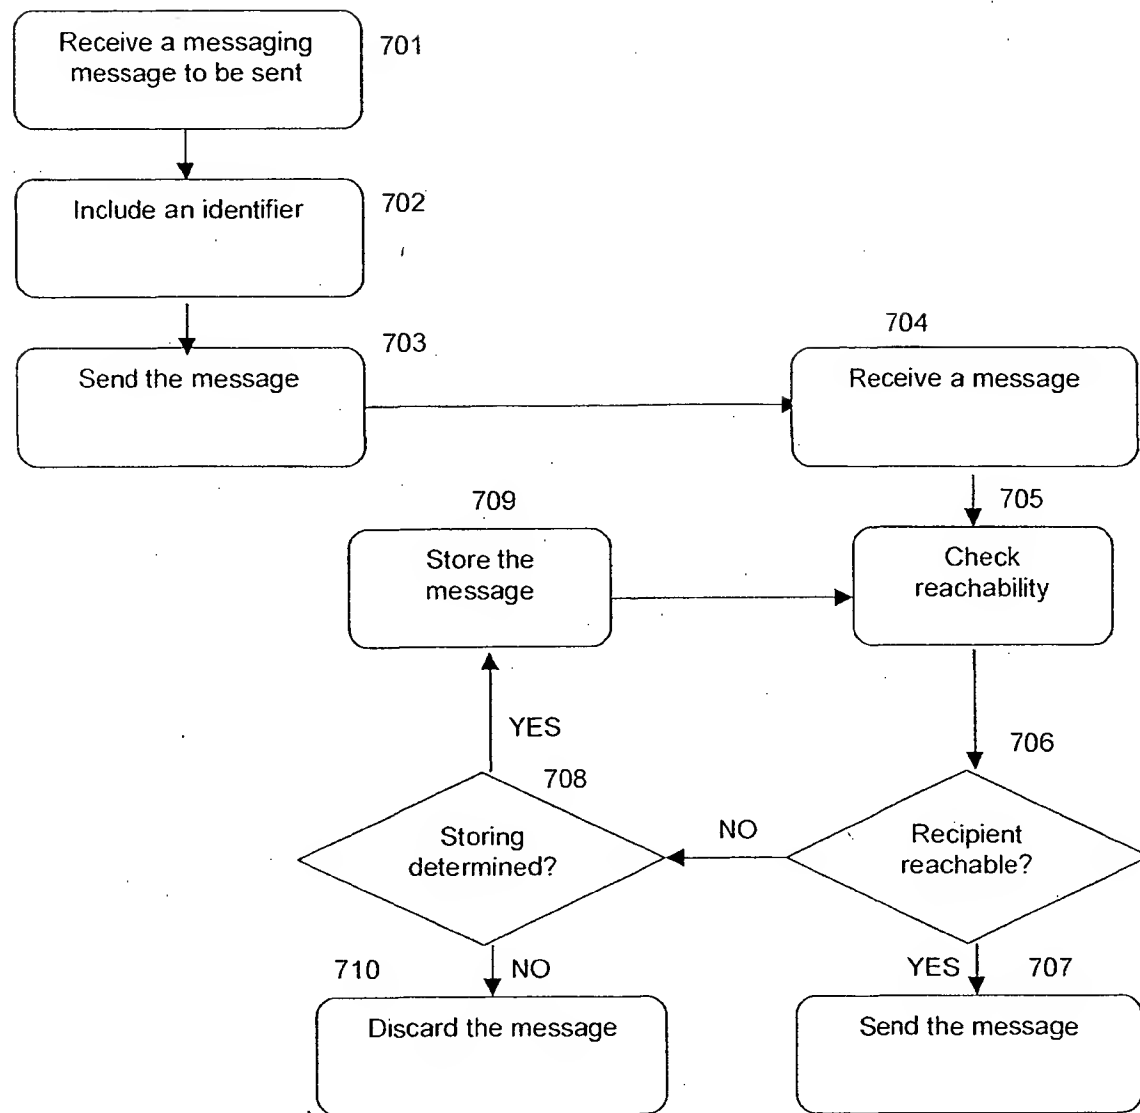 Receive a messaging
message to be sent
701
Include an identifier
702
Send the message
703
704
Receive a message
705
Check
reachability
709
Store the
message
YES
706
708
Storing
determined?
NO
Recipient
reachable?
710
NO
Discard the message
YES
707
Send the message